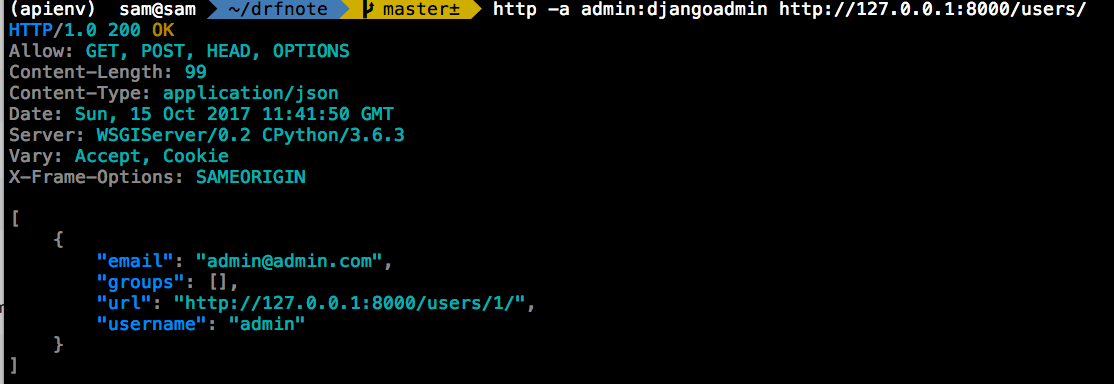 (apienv) sam@sam ~/drfnote master± http -a admin:djangoadmin http://127.0.0.1:8000/users/
HTTP/1.0 200 OK
Allow: GET, POST, HEAD, OPTIONS
Content-Length: 99
Content-Type: application/json
Date: Sun, 15 Oct 2017 11:41:50 GMT
Server: WSGIServer/0.2 CPython/3.6.3
Vary: Accept, Cookie
X-Frame-Options: SAMEORIGIN
[
    {
        "email": "admin@admin.com",
        "groups": [],
        "url": "http://127.0.0.1:8000/users/1/",
        "username": "admin"
    }
]